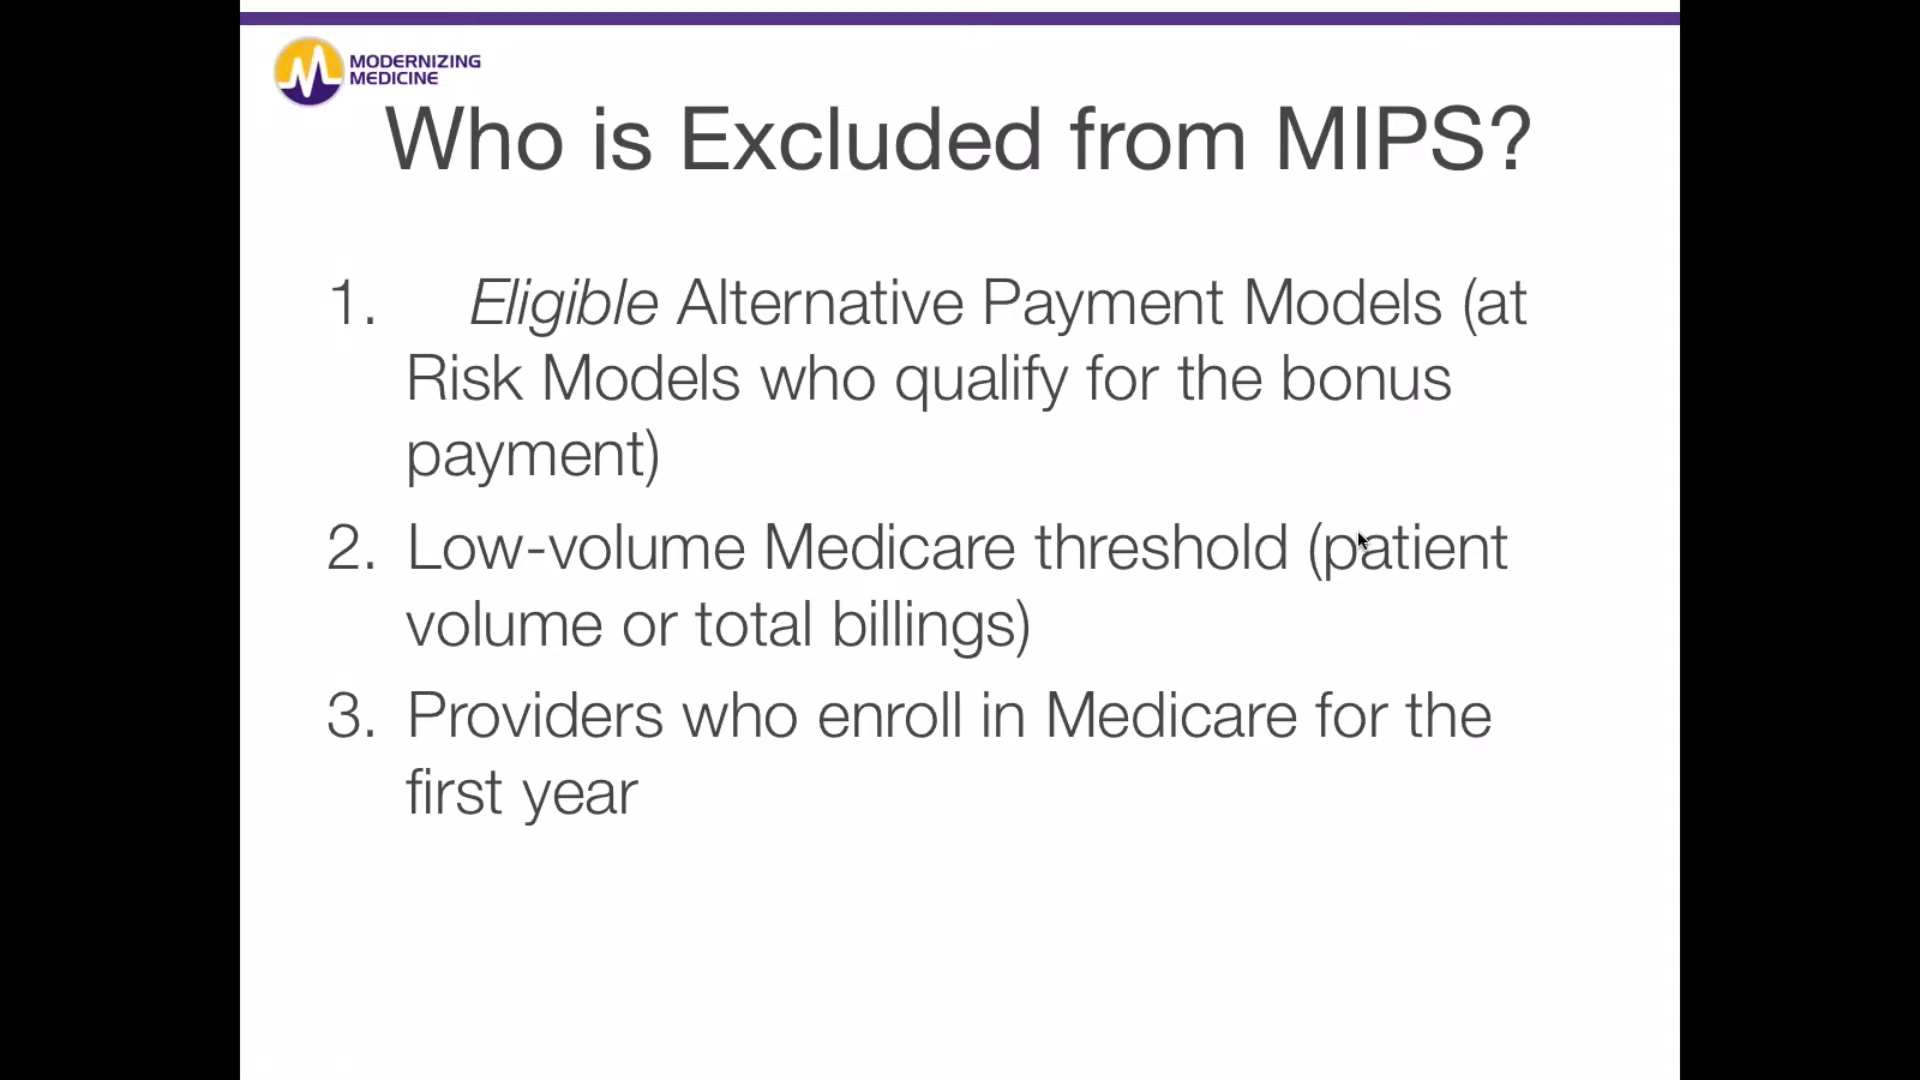 MODERNIZING
MEDICINE
Who is Excluded from MIPS?
1. Eligible Alternative Payment Models (at
Risk Models who qualify for the bonus
payment)
2. Low-volume Medicare threshold (patient
volume or total billings)
3. Providers who enroll in Medicare for the
first year